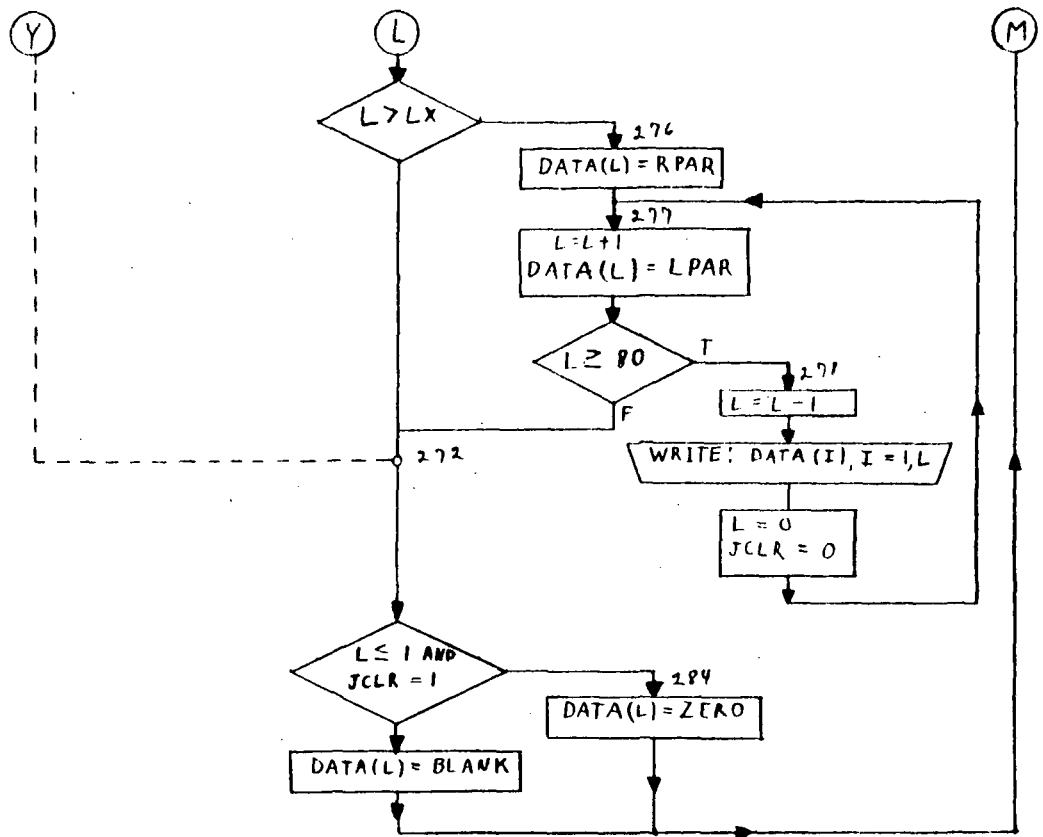 Y
L
M
L > LX
276
DATA(L) = RPAR
277
L = L + 1
DATA(L) = LPAR
L ≥ 80
T
F
278
L = L - 1
WRITE: DATA(I), I = 1, L
272
L = 0
JCLR = 0
L ≤ 1 AND
JCLR = 1
284
DATA(L) = ZERO
DATA(L) = BLANK